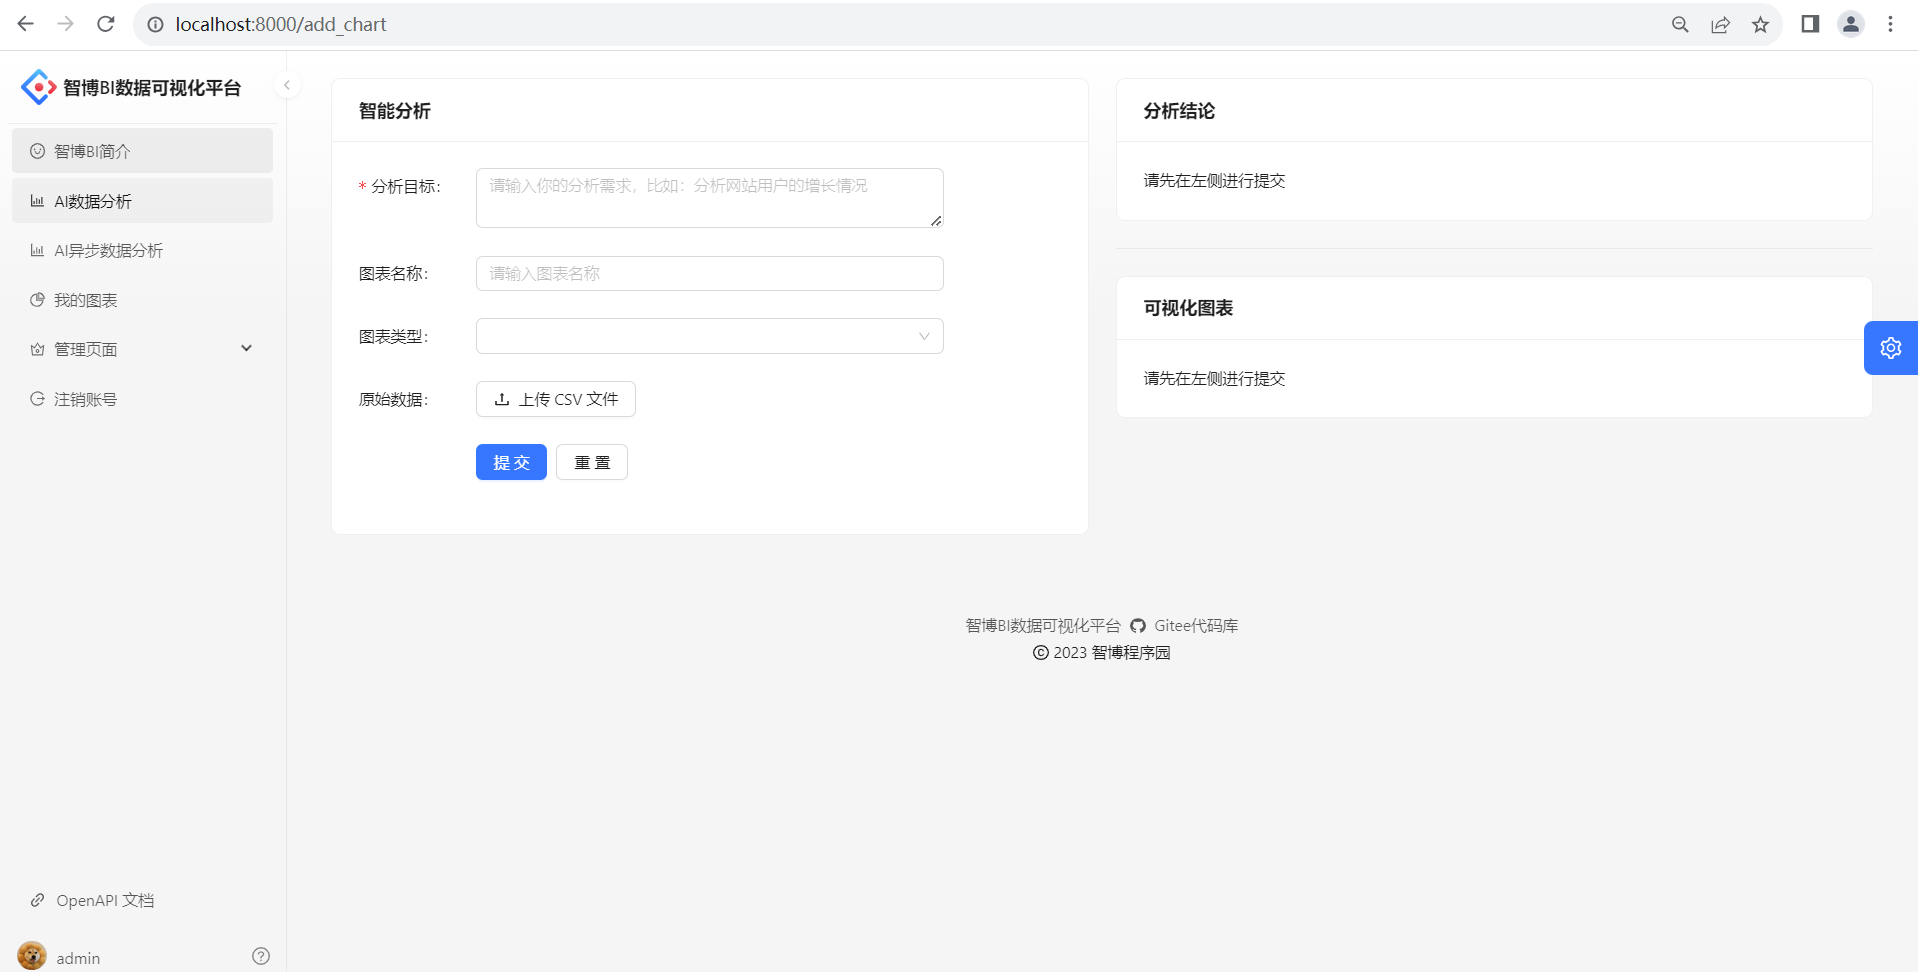 localhost:8000/add_chart
智博BI数据可视化平台
智博BI简介
AI数据分析
AI异步数据分析
我的图表
管理页面
注销账号
OpenAPI 文档
admin
智能分析
* 分析目标:
请输入你的分析需求，比如：分析网站用户的增长情况
图表名称:
请输入图表名称
图表类型:
原始数据:
上传 CSV 文件
提 交
重 置
分析结论
请先在左侧进行提交
可视化图表
请先在左侧进行提交
智博BI数据可视化平台 Gitee代码库
© 2023 智博程序园